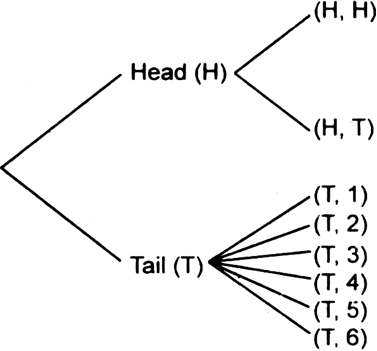 (H, H)
Head (H)
(H, T)
(T, 1)
(T, 2)
(T, 3)
Tail (T)
(T, 4)
(T, 5)
(T, 6)